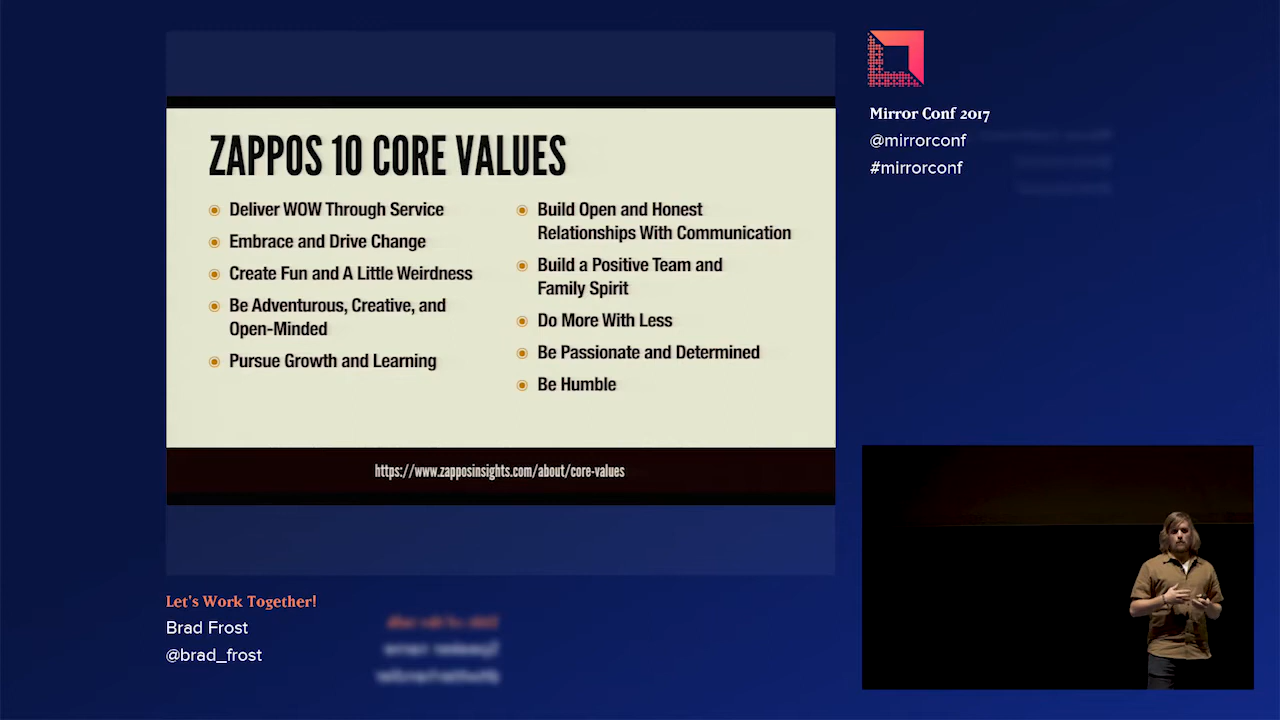 ZAPPOS 10 CORE VALUES
Deliver WOW Through Service
Embrace and Drive Change
Create Fun and A Little Weirdness
Be Adventurous, Creative, and
Open-Minded
Pursue Growth and Learning
Build Open and Honest
Relationships With Communication
Build a Positive Team and
Family Spirit
Do More With Less
Be Passionate and Determined
Be Humble
https://www.zapposinsights.com/about/core-values
Mirror Conf 2017
@mirrorconf
#mirrorconf
Let's Work Together!
Brad Frost
@brad_frost